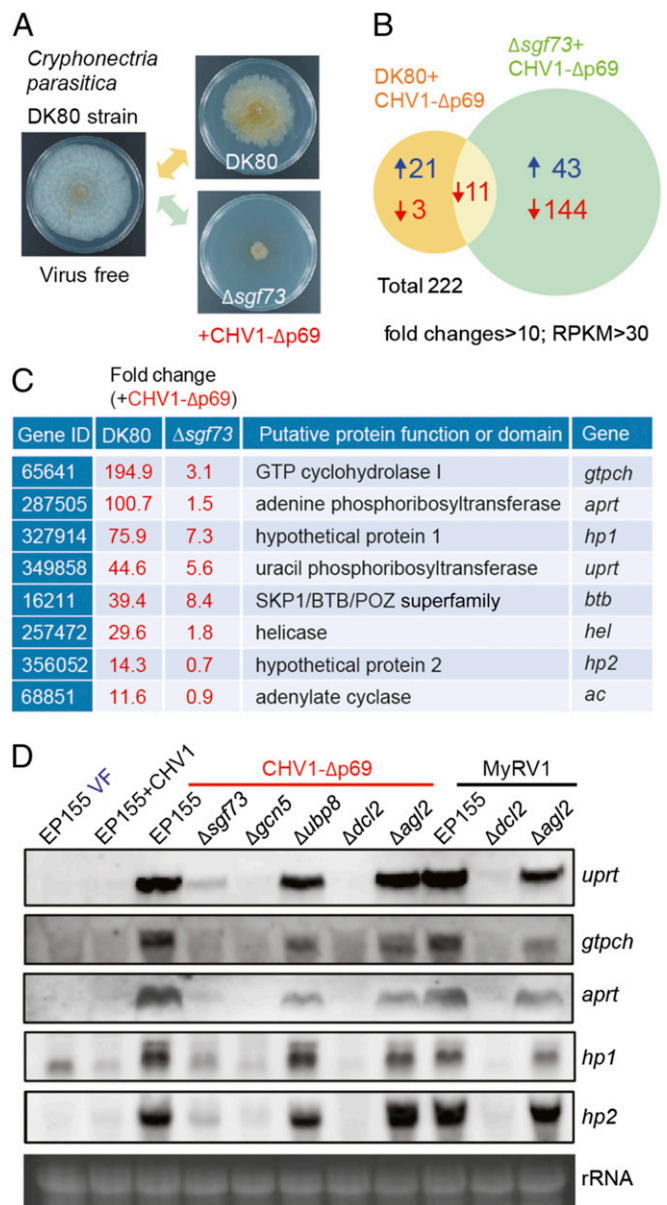 A
Cryphonectria
parasitica
DK80 strain
Virus free
DK80
Δsgf73
+CHV1-Δp69
B
Δsgf73+
CHV1-Δp69
DK80+
CHV1-Δp69
↑21
↓3
↓11
↑ 43
↓144
Total 222
fold changes>10; RPKM>30
C
Fold change
(+CHV1-Δp69)
Gene ID DK80 Δsgf73 Putative protein function or domain Gene
65641 194.9 3.1 GTP cyclohydrolase I gtpch
287505 100.7 1.5 adenine phosphoribosyltransferase aprt
327914 75.9 7.3 hypothetical protein 1 hp1
349858 44.6 5.6 uracil phosphoribosyltransferase uprt
16211 39.4 8.4 SKP1/BTB/POZ superfamily btb
257472 29.6 1.8 helicase hel
356052 14.3 0.7 hypothetical protein 2 hp2
68851 11.6 0.9 adenylate cyclase ac
D
CHV1-Δp69
MyRV1
EP155 VF
EP155+CHV1
EP155
Δsgf73
Δgcn5
Δubp8
Δdcl2
Δagl2
EP155
Δdcl2
Δagl2
uprt
gtpch
aprt
hp1
hp2
rRNA